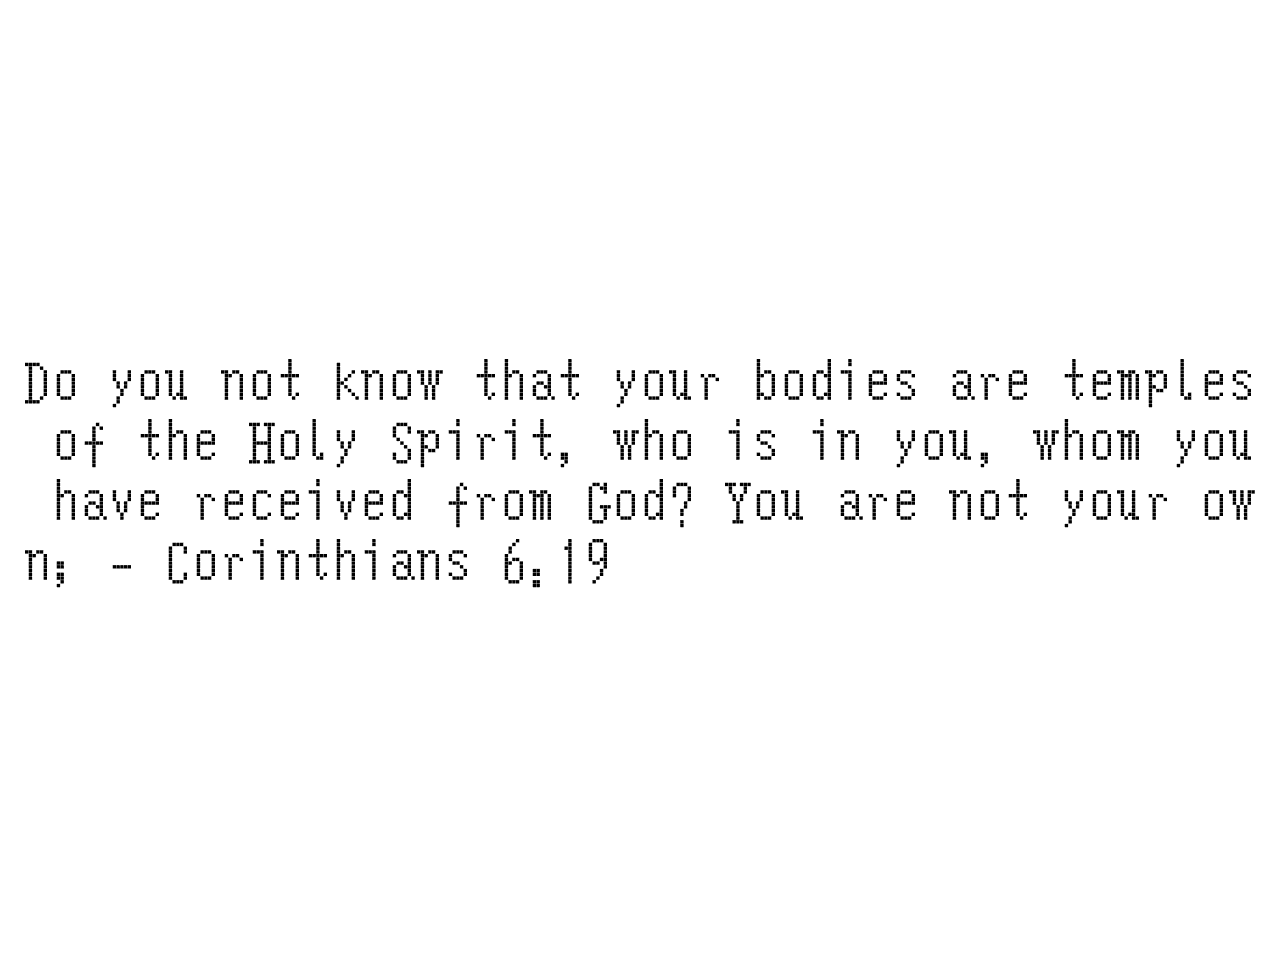 Do you not know that your bodies are temples
of the Holy Spirit, who is in you, whom you
have received from God? You are not your ow
n; - Corinthians 6:19